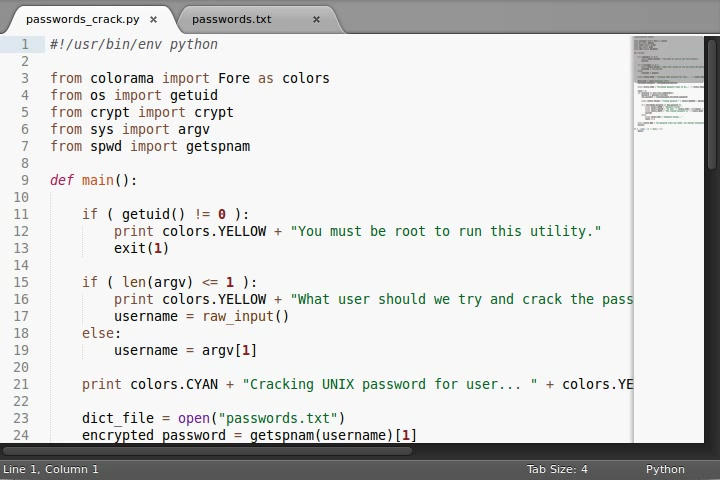 passwords_crack.py ×
passwords.txt ×
1 #!/usr/bin/env python
2
3 from colorama import Fore as colors
4 from os import getuid
5 from crypt import crypt
6 from sys import argv
7 from spwd import getspnam
8
9 def main():
10
11 if ( getuid() != 0 ):
12 print colors.YELLOW + "You must be root to run this utility."
13 exit(1)
14
15 if ( len(argv) <= 1 ):
16 print colors.YELLOW + "What user should we try and crack the pass
17 username = raw_input()
18 else:
19 username = argv[1]
20
21 print colors.CYAN + "Cracking UNIX password for user... " + colors.YE
22
23 dict_file = open("passwords.txt")
24 encrypted_password = getspnam(username)[1]
Line 1, Column 1
Tab Size: 4
Python